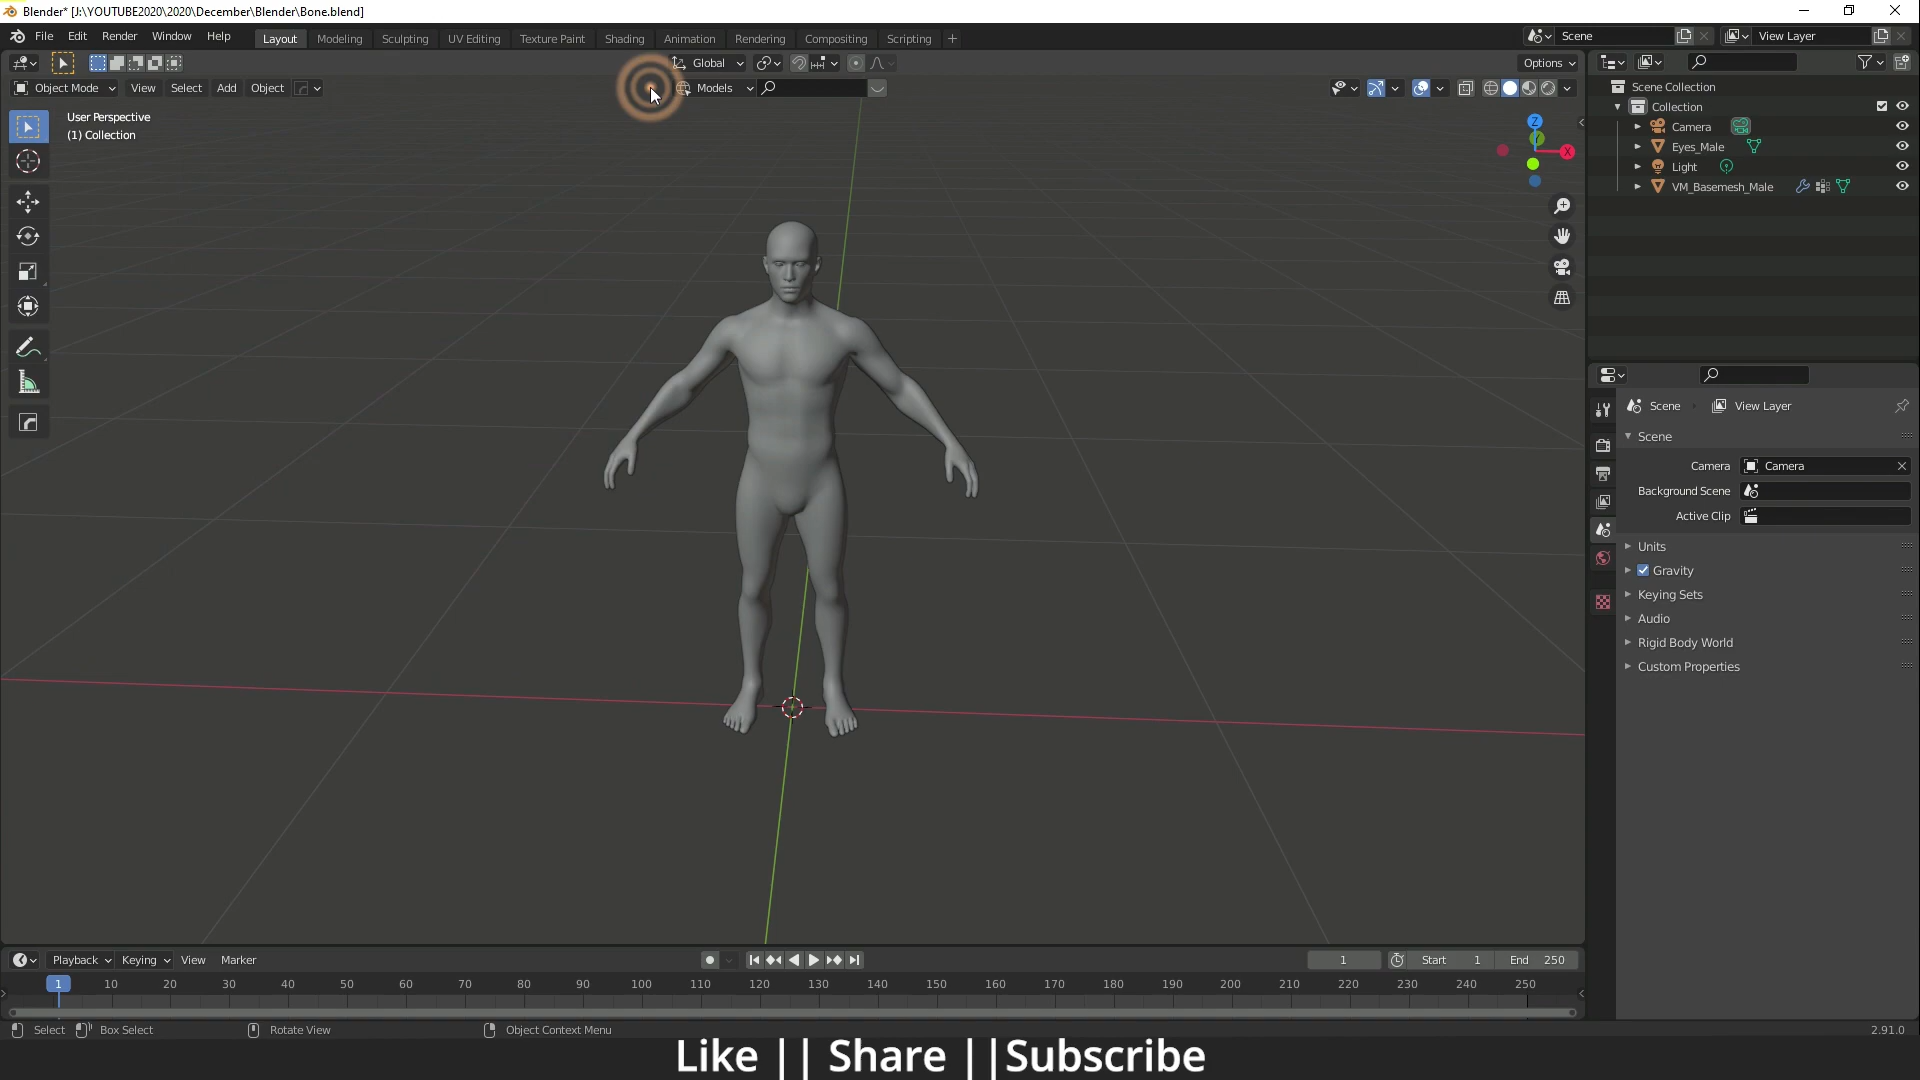 Blender* [J:\YOUTUBE2020\2020\December\Blender\Bone.blend]
File Edit Render Window Help Layout Modeling Sculpting UV Editing Texture Paint Shading Animation Rendering Compositing Scripting + Scene View Layer
Global Options
Object Mode View Select Add Object Models
User Perspective
(1) Collection
Z
Y
X
Scene Collection
Collection
Camera
Eyes_Male
Light
VM_Basemesh_Male
Scene View Layer
Scene
Camera Camera
Background Scene
Active Clip
Units
Gravity
Keying Sets
Audio
Rigid Body World
Custom Properties
Playback Keying View Marker 1 Start 1 End 250
1 10 20 30 40 50 60 70 80 90 100 110 120 130 140 150 160 170 180 190 200 210 220 230 240 250
Select Box Select Rotate View Object Context Menu 2.91.0
Like || Share ||Subscribe